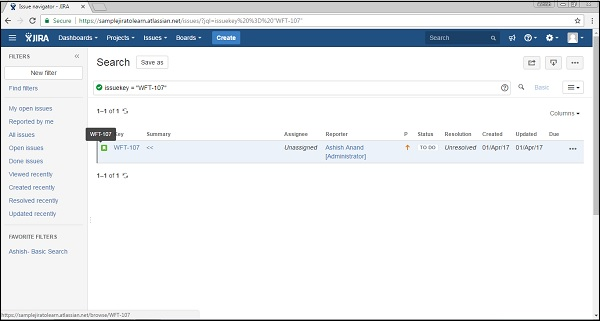 Issue navigator - JIRA
Secure
https://samplejiratolearn.atlassian.net/issues/?jql=issuekey%20%3D%20"WFT-107"
JIRA Dashboards Projects Issues Boards Create Search
FILTERS
New filter
Find filters
My open issues
Reported by me
All issues
Open issues
Done issues
Viewed recently
Created recently
Resolved recently
Updated recently
FAVORITE FILTERS
Ashish- Basic Search
Search Save as
issuekey = "WFT-107" Basic
1–1 of 1
Columns
WFT-107
Key Summary Assignee Reporter P Status Resolution Created Updated Due
WFT-107 << Unassigned Ashish Anand TO DO Unresolved 01/Apr/17 01/Apr/17
[Administrator]
1–1 of 1
https://samplejiratolearn.atlassian.net/browse/WFT-107